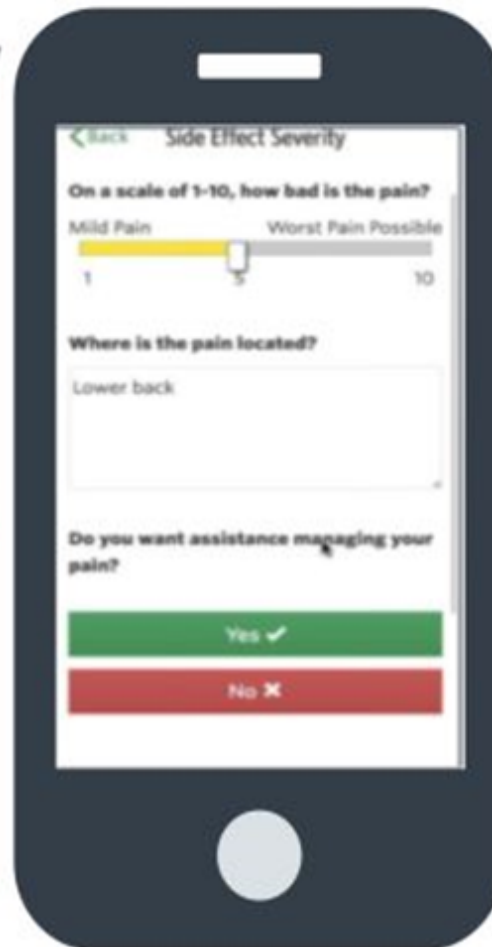 Back Side Effect Severity
On a scale of 1-10, how bad is the pain?
Mild Pain Worst Pain Possible
1 5 10
Where is the pain located?
Lower back
Do you want assistance managing your
pain?
Yes ✔
No ✖